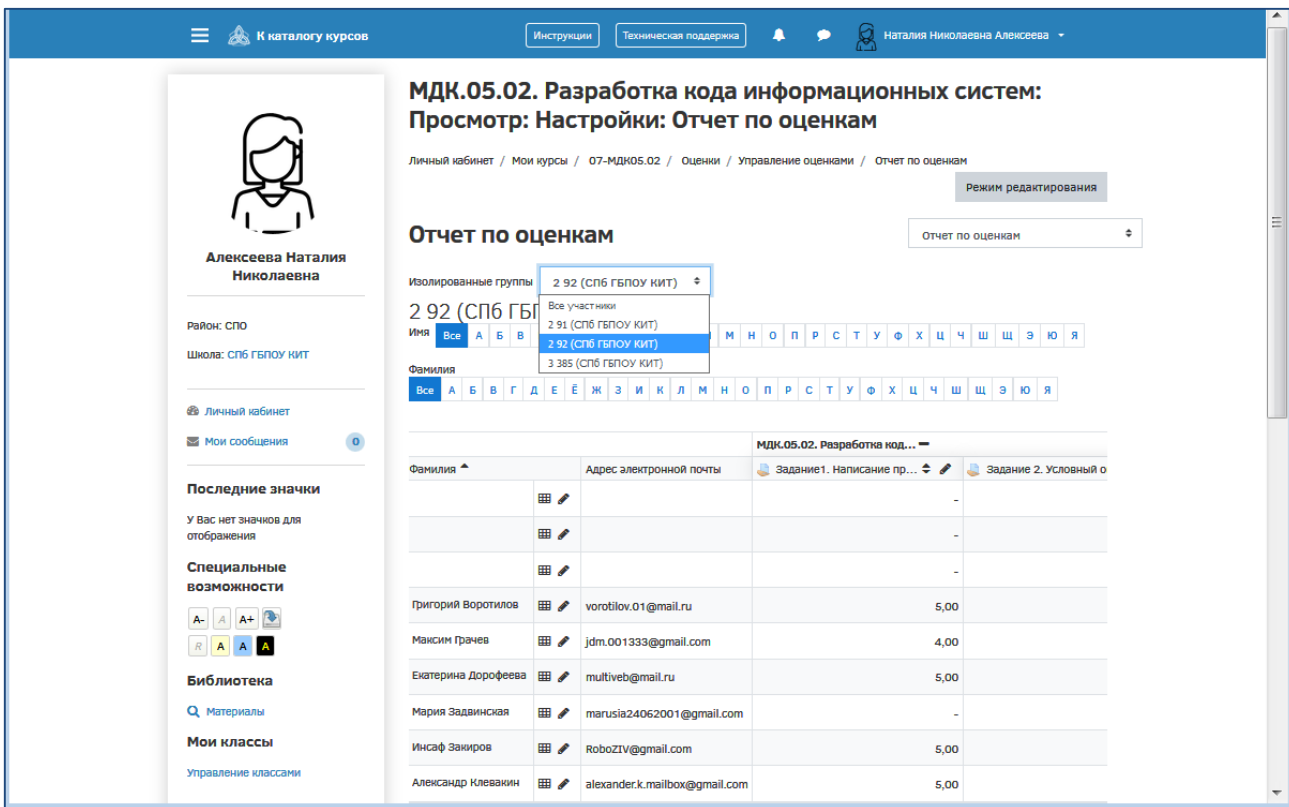 К каталогу курсов
Инструкции
Техническая поддержка
Наталия Николаевна Алексеева
Алексеева Наталия
Николаевна
Район: СПО
Школа: СПб ГБПОУ КИТ
Личный кабинет
Мои сообщения 0
Последние значки
У Вас нет значков для
отображения
Специальные
возможности
A- A A+
R A A A
Библиотека
Материалы
Мои классы
Управление классами
МДК.05.02. Разработка кода информационных систем:
Просмотр: Настройки: Отчет по оценкам
Личный кабинет / Мои курсы / 07-МДК05.02 / Оценки / Управление оценками / Отчет по оценкам
Режим редактирования
Отчет по оценкам
Отчет по оценкам
Изолированные группы 2 92 (СПб ГБПОУ КИТ)
Все участники
2 91 (СПб ГБПОУ КИТ)
2 92 (СПб ГБПОУ КИТ)
3 385 (СПб ГБПОУ КИТ)
2 92 (СПб ГБП
Имя Все А Б В М Н О П Р С Т У Ф Х Ц Ч Ш Щ Э Ю Я
Фамилия
Все А Б В Г Д Е Ё Ж З И К Л М Н О П Р С Т У Ф Х Ц Ч Ш Щ Э Ю Я
МДК.05.02. Разработка код...
Фамилия Адрес электронной почты Задание1. Написание пр... Задание 2. Условный о
-
-
-
Григорий Воротилов vorotilov.01@mail.ru 5,00
Максим Грачев jdm.001333@gmail.com 4,00
Екатерина Дорофеева multiveb@mail.ru 5,00
Мария Задвинская marusia24062001@gmail.com -
Инсаф Закиров RoboZIV@gmail.com 5,00
Александр Клевакин alexander.k.mailbox@gmail.com 5,00